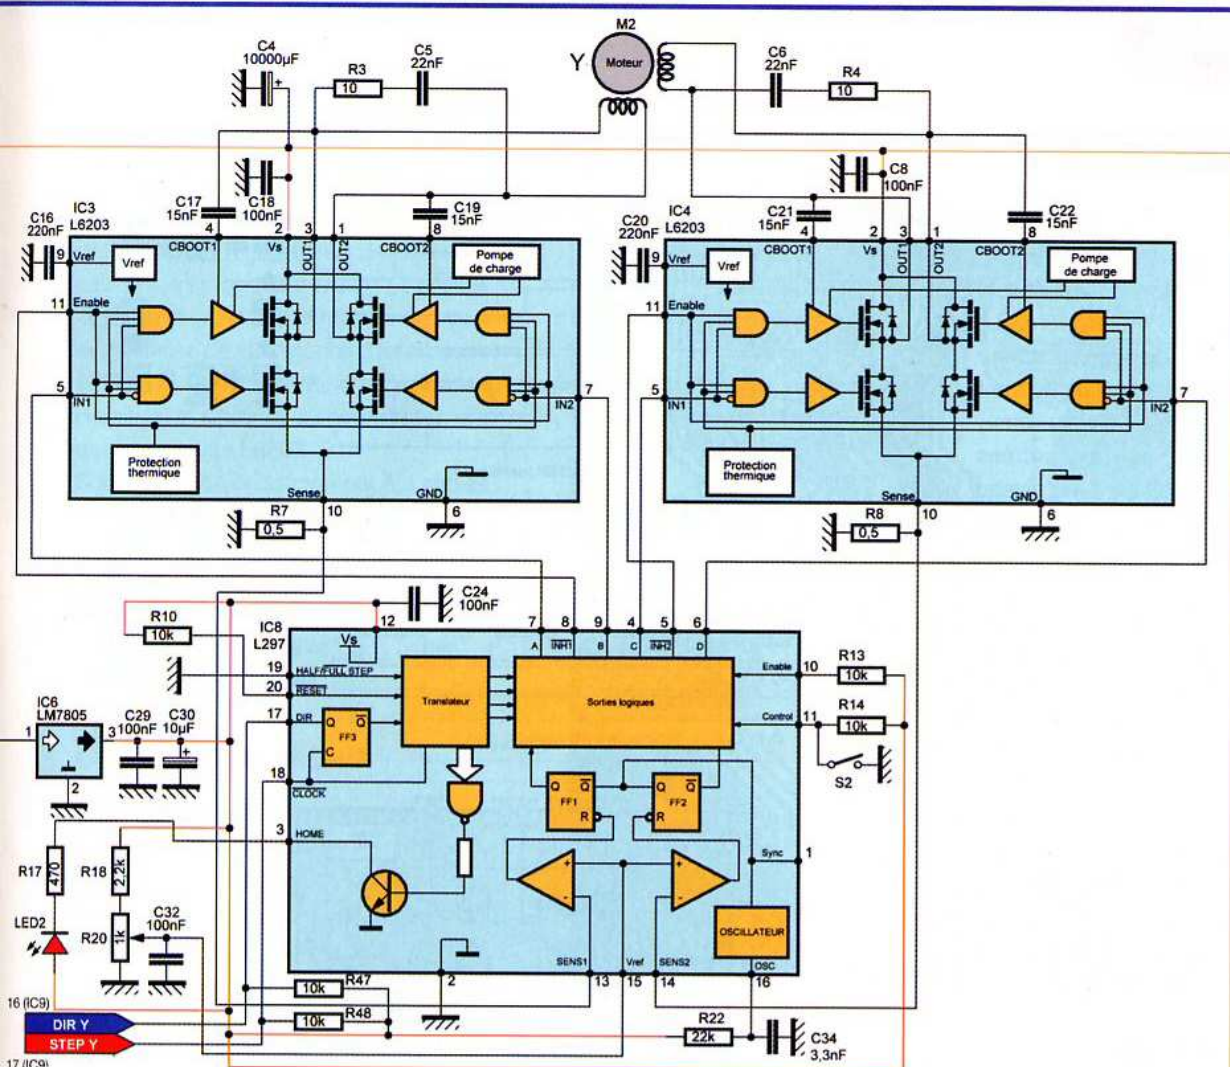 M2
Y
Moteur
C4
10000µF
+
R3
10
C5
22nF
C6
22nF
R4
10
C16
220nF
IC3
L6203
C17
15nF
C18
100nF
C19
15nF
4
2
3
1
8
CBOOT1
Vs
OUT1
OUT2
CBOOT2
9
Vref
Vref
Pompe
de charge
11
Enable
5
IN1
7
IN2
Protection
thermique
Sense
10
GND
6
R7
0,5
C20
220nF
IC4
L6203
C21
15nF
C8
100nF
C22
15nF
4
2
3
1
8
CBOOT1
Vs
OUT1
OUT2
CBOOT2
9
Vref
Vref
Pompe
de charge
11
Enable
5
IN1
7
IN2
Protection
thermique
Sense
10
GND
6
R8
0,5
C24
100nF
R10
10k
IC8
L297
12
Vs
7
8
9
4
5
6
A
INH1
B
C
INH2
D
19
HALF/FULL STEP
20
RESET
17
DIR
18
CLOCK
3
HOME
Q
Q
FF3
C
Translateur
Sorties logiques
Enable
10
Control
11
R13
10k
R14
10k
S2
Q
Q
FF1
R
Q
Q
FF2
R
+
-
+
-
Sync
1
OSCILLATEUR
OSC
16
SENS1
13
Vref
15
SENS2
14
2
IC6
LM7805
1
3
2
C29
100nF
C30
10µF
+
R17
470
R18
2.2k
LED2
R20
1k
C32
100nF
R47
10k
R48
10k
R22
22k
C34
3,3nF
16 (IC9)
DIR Y
STEP Y
17 (IC9)